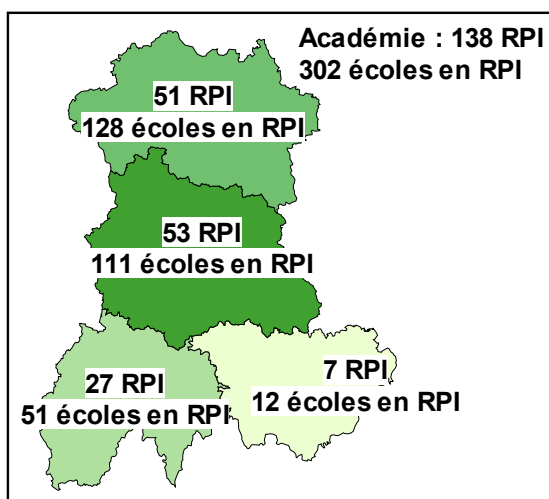 Académie : 138 RPI
302 écoles en RPI
51 RPI
128 écoles en RPI
53 RPI
111 écoles en RPI
27 RPI
51 écoles en RPI
7 RPI
12 écoles en RPI